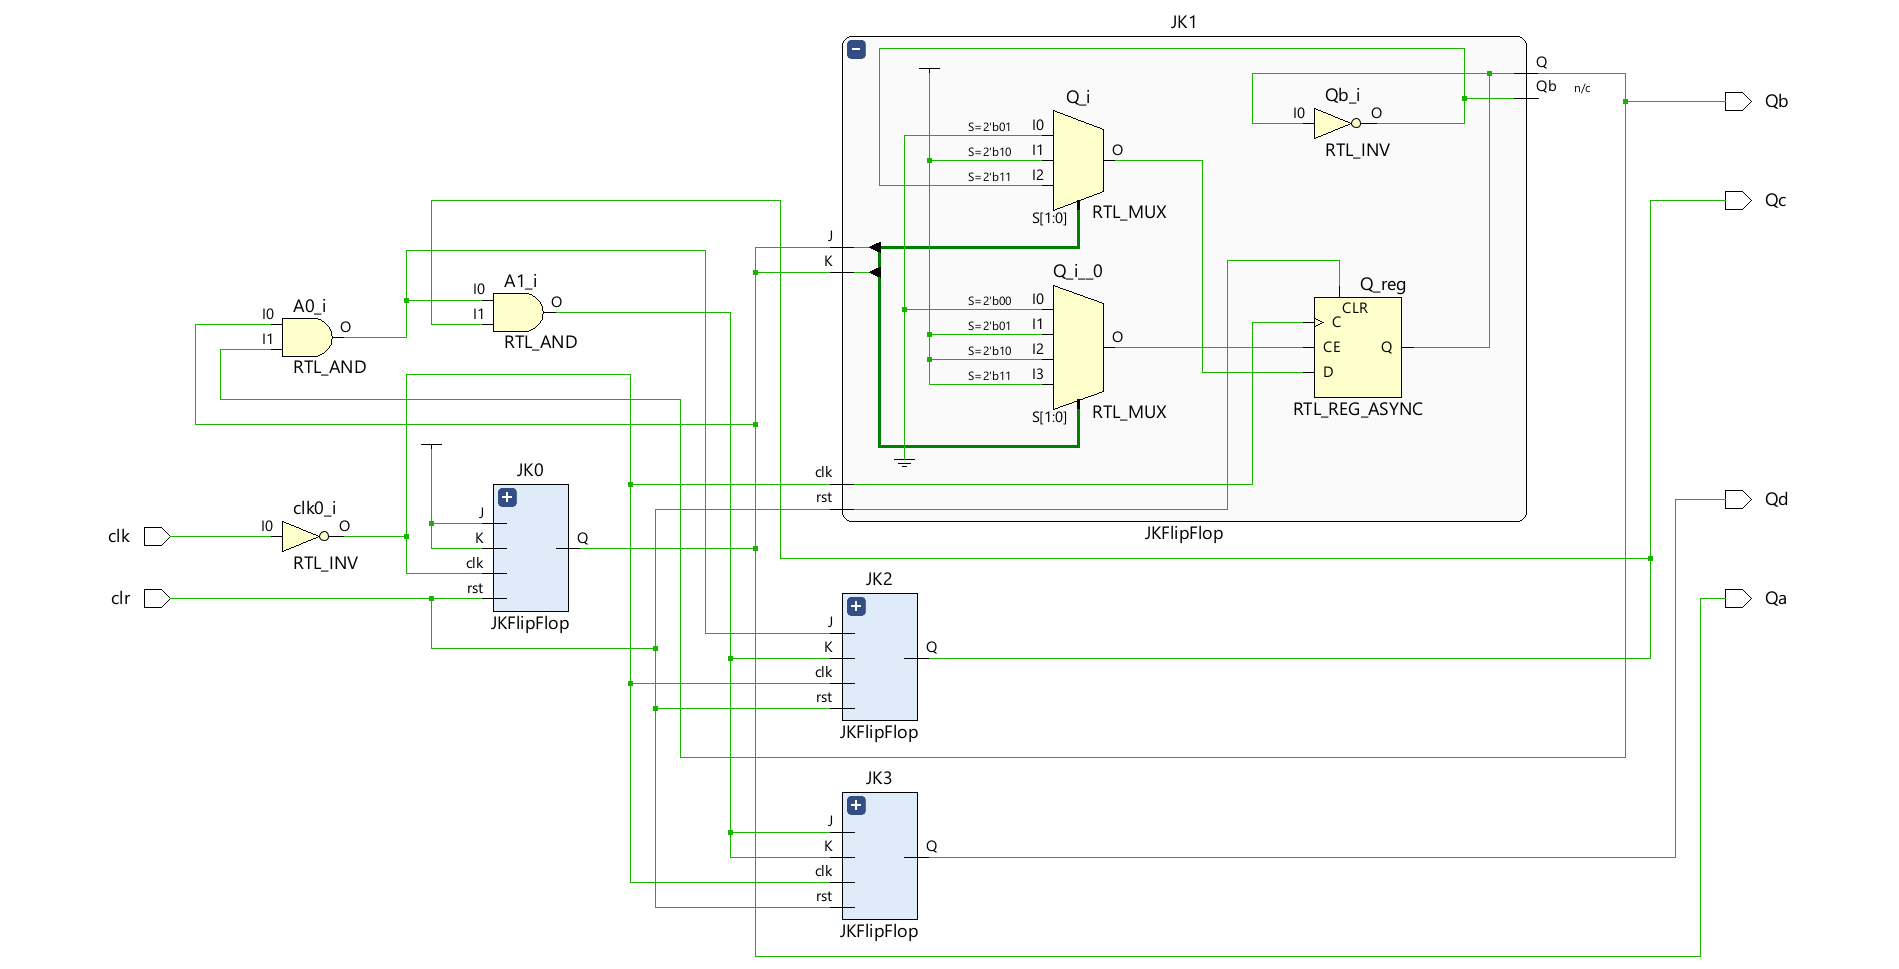 JK1
Q
Qb n/c
Qb
Q_i
Qb_i
I0
O
RTL_INV
S=2'b01 I0
S=2'b10 I1
S=2'b11 I2
O
S[1:0]
RTL_MUX
Qc
J
K
Q_i__0
S=2'b00 I0
S=2'b01 I1
S=2'b10 I2
S=2'b11 I3
O
S[1:0]
RTL_MUX
Q_reg
CLR
C
CE
D
Q
RTL_REG_ASYNC
clk
rst
JKFlipFlop
A0_i
I0
I1
O
RTL_AND
A1_i
I0
I1
O
RTL_AND
clk
clk0_i
I0
O
RTL_INV
clr
JK0
J
K
clk
rst
Q
JKFlipFlop
Qd
Qa
JK2
J
K
clk
rst
Q
JKFlipFlop
JK3
J
K
clk
rst
Q
JKFlipFlop